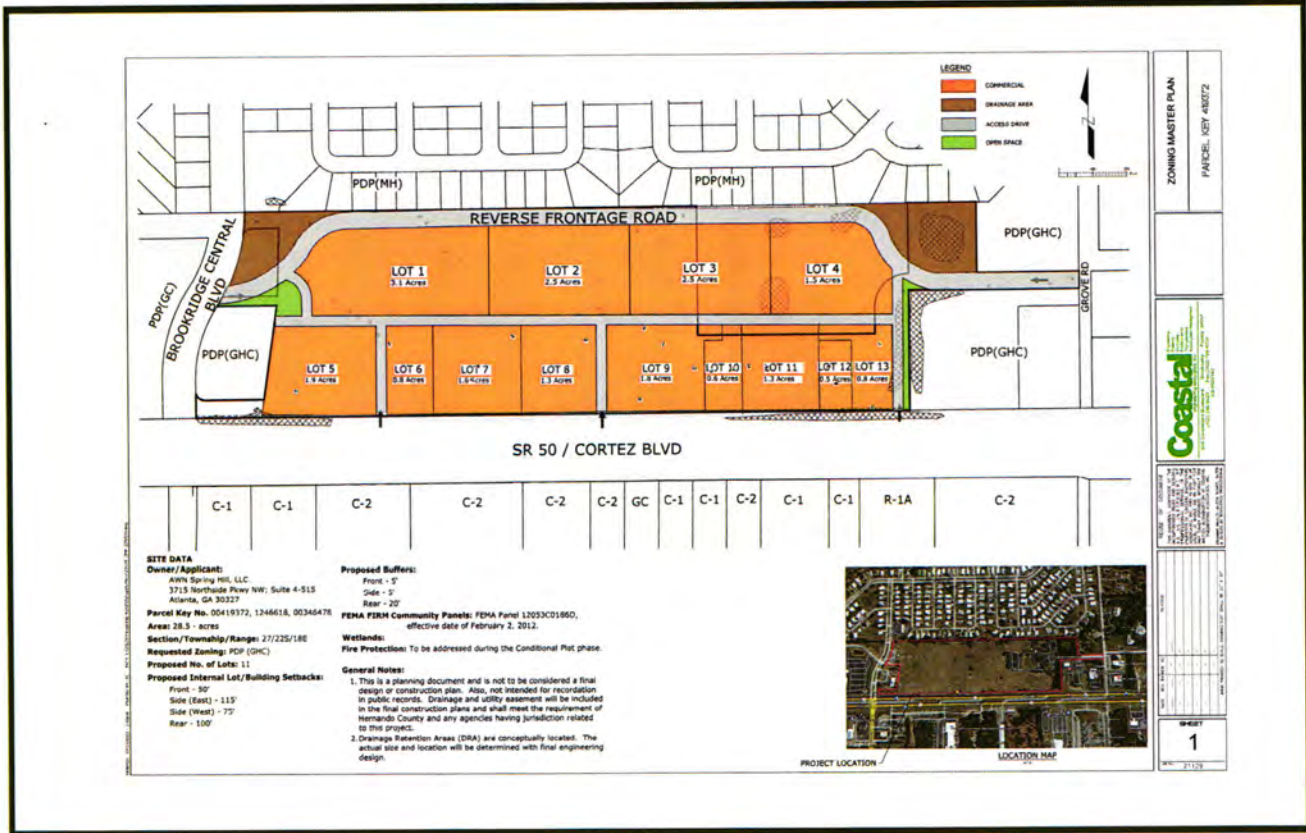 LEGEND
COMMERCIAL
DRAINAGE AREA
ACCESS DRIVE
OPEN SPACE
ZONING MASTER PLAN
PDP(MH)
PDP(MH)
REVERSE FRONTAGE ROAD
PDP(GHC)
BROOKRIDGE CENTRAL
BLVD
PDP(GC)
PDP(GHC)
PDP(GHC)
GROVE RD
LOT 1
3.1 Acres
LOT 2
2.5 Acres
LOT 3
2.5 Acres
LOT 4
1.5 Acres
LOT 5
1.9 Acres
LOT 6
0.8 Acres
LOT 7
LOT 8
1.3 Acres
LOT 9
1.8 Acres
LOT 10
0.6 Acres
LOT 11
LOT 12
0.5 Acres
LOT 13
0.8 Acres
SR 50 / CORTEZ BLVD
C-1
C-1
C-2
C-2
C-2
C-2
GC
C-1
C-1
C-2
C-1
C-1
R-1A
C-2
Coastal
SITE DATA
Owner/Applicant:
AWN Spring Hill, LLC.
3715 Northside Pkwy NW; Suite 4-515
Atlanta, GA 30327
Parcel Key No. 00419372, 1246616, 00346476
Area: 28.5 - acres
Section/Township/Range: 27/22S/18E
Requested Zoning: PDP (GHC)
Proposed No. of Lots: 11
Proposed Internal Lot/Building Setbacks:
Front - 50'
Side (East) - 115'
Side (West) - 75'
Rear - 100'
Proposed Buffers:
Front - 5'
Side - 5'
Rear - 20'
FEMA FIRM Community Panels: FEMA Panel 12053C0186D,
effective date of February 2, 2012.
Wetlands:
Fire Protection: To be addressed during the Conditional Plat phase.
General Notes:
1. This is a planning document and is not to be considered a final
design or construction plan. Also, not intended for recordation
in public records. Drainage and utility easement will be included
in the final construction plans and shall meet the requirement of
Hernando County and any agencies having jurisdiction related
to this project.
2. Drainage Retention Areas (DRA) are conceptually located. The
actual size and location will be determined with final engineering
design.
PROJECT LOCATION
LOCATION MAP
SHEET
1